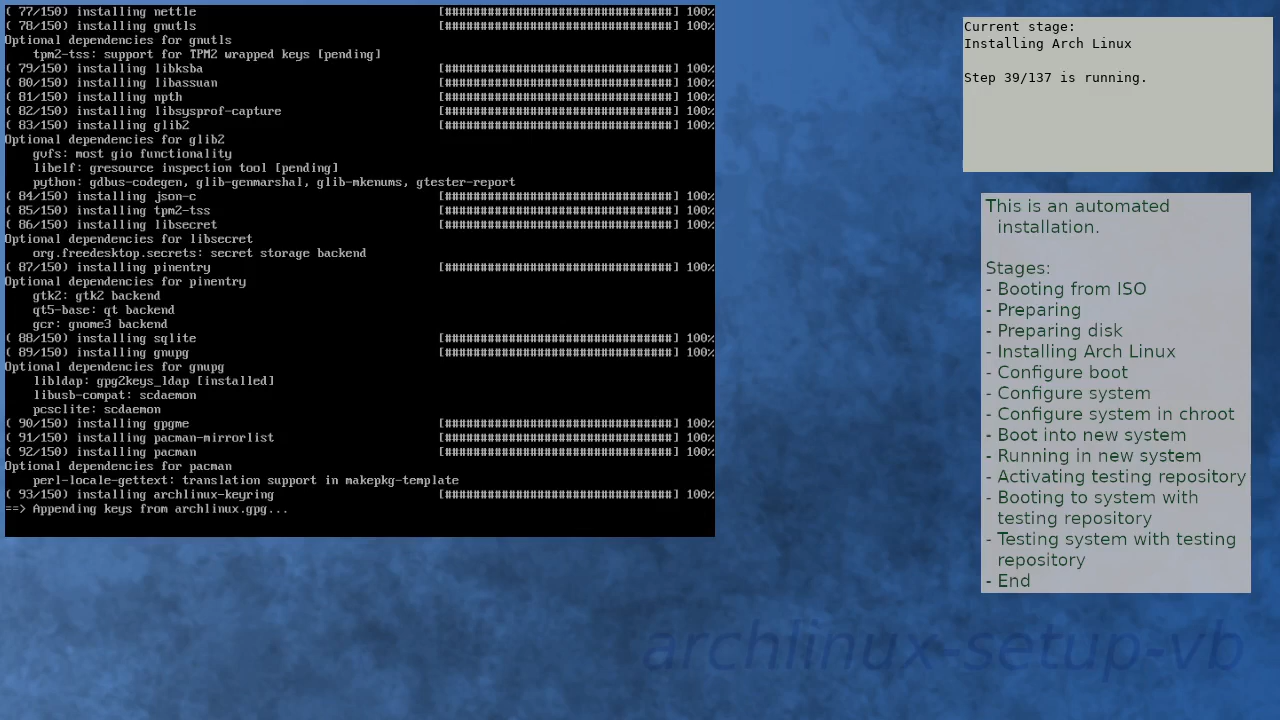 ( 77/150) installing nettle [################################] 100%
( 78/150) installing gnutls [################################] 100%
Optional dependencies for gnutls
tpm2-tss: support for TPM2 wrapped keys [pending]
( 79/150) installing libksba [################################] 100%
( 80/150) installing libassuan [################################] 100%
( 81/150) installing npth [################################] 100%
( 82/150) installing libsysprof-capture [################################] 100%
( 83/150) installing glib2 [################################] 100%
Optional dependencies for glib2
gvfs: most gio functionality
libelf: gresource inspection tool [pending]
python: gdbus-codegen, glib-genmarshal, glib-mkenums, gtester-report
( 84/150) installing json-c [################################] 100%
( 85/150) installing tpm2-tss [################################] 100%
( 86/150) installing libsecret [################################] 100%
Optional dependencies for libsecret
org.freedesktop.secrets: secret storage backend
( 87/150) installing pinentry [################################] 100%
Optional dependencies for pinentry
gtk2: gtk2 backend
qt5-base: qt backend
gcr: gnome3 backend
( 88/150) installing sqlite [################################] 100%
( 89/150) installing gnupg [################################] 100%
Optional dependencies for gnupg
libldap: gpg2keys_ldap [installed]
libusb-compat: scdaemon
pcsclite: scdaemon
( 90/150) installing gpgme [################################] 100%
( 91/150) installing pacman-mirrorlist [################################] 100%
( 92/150) installing pacman [################################] 100%
Optional dependencies for pacman
perl-locale-gettext: translation support in makepkg-template
( 93/150) installing archlinux-keyring [################################] 100%
==> Appending keys from archlinux.gpg...
Current stage:
Installing Arch Linux
Step 39/137 is running.
This is an automated
installation.
Stages:
- Booting from ISO
- Preparing
- Preparing disk
- Installing Arch Linux
- Configure boot
- Configure system
- Configure system in chroot
- Boot into new system
- Running in new system
- Activating testing repository
- Booting to system with
testing repository
- Testing system with testing
repository
- End
archlinux-setup-vb